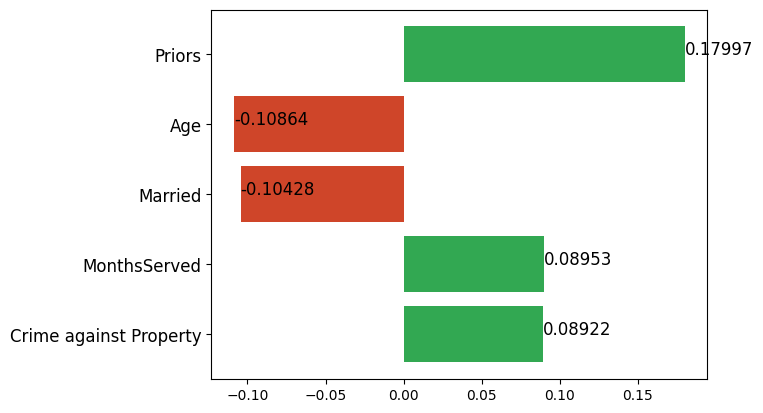 Priors 0.17997
Age -0.10864
Married -0.10428
MonthsServed 0.08953
Crime against Property 0.08922
−0.10 −0.05 0.00 0.05 0.10 0.15